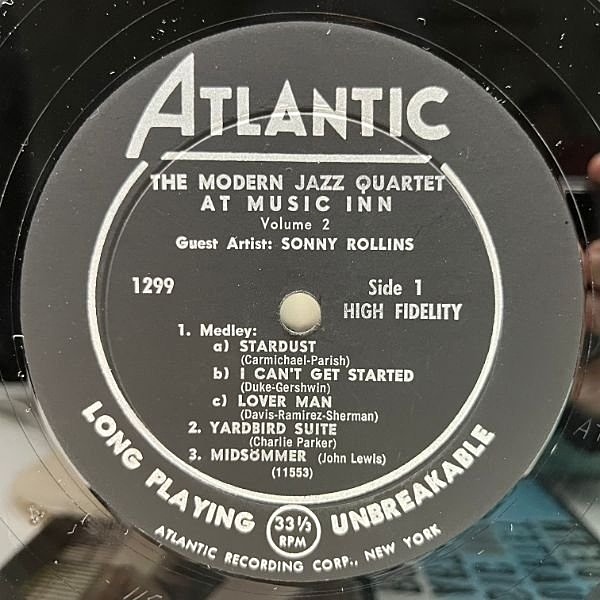 ATLANTIC
THE MODERN JAZZ QUARTET
AT MUSIC INN
Volume 2
Guest Artist: SONNY ROLLINS
1299
Side 1
HIGH FIDELITY
1. Medley:
a) STARDUST
(Carmichael-Parish)
b) I CAN'T GET STARTED
(Duke-Gershwin)
c) LOVER MAN
(Davis-Ramirez-Sherman)
2. YARDBIRD SUITE
(Charlie Parker)
3. MIDSÖMMER (John Lewis)
(11553)
LONG PLAYING 33 1/3 RPM UNBREAKABLE
ATLANTIC RECORDING CORP., NEW YORK